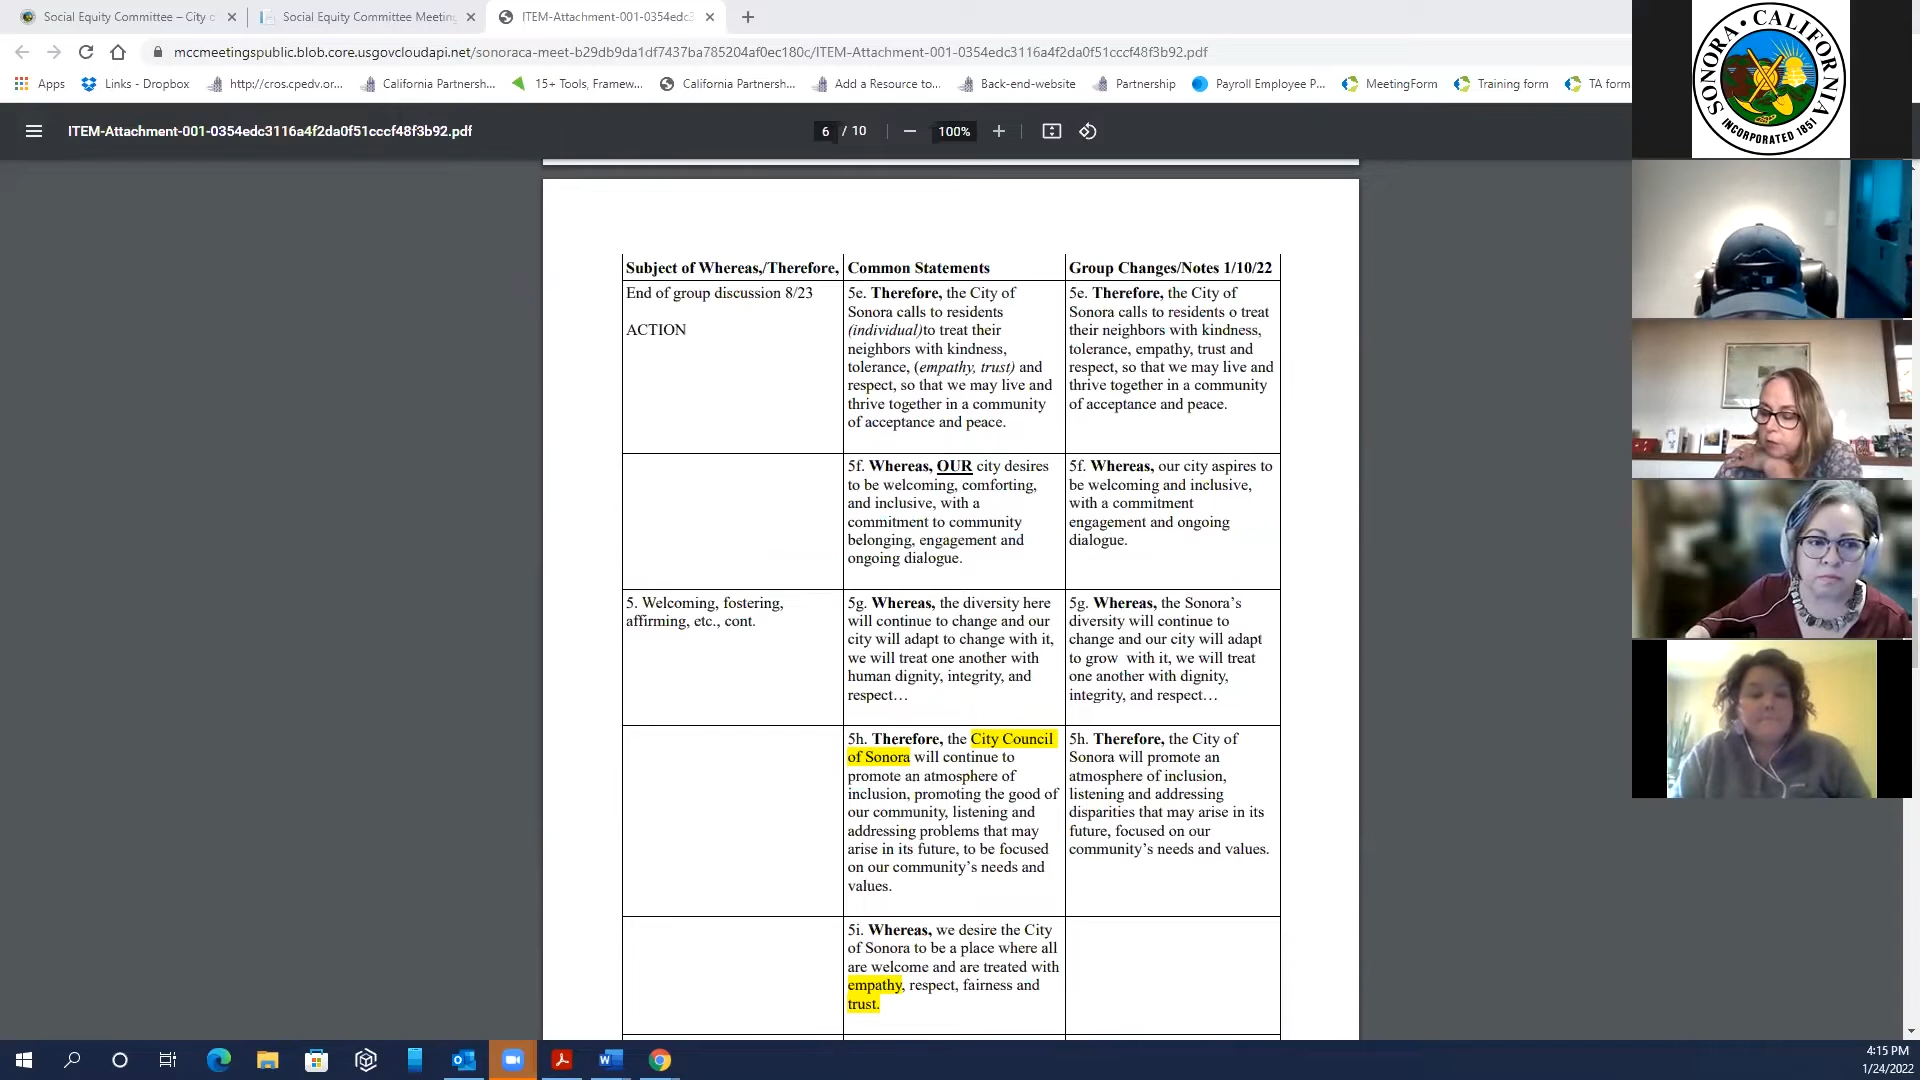 Social Equity Committee – City o
Social Equity Committee Meeting
ITEM-Attachment-001-0354edc3
mccmeetingspublic.blob.core.usgovcloudapi.net/sonoraca-meet-b29db9da1df7437ba785204af0ec180c/ITEM-Attachment-001-0354edc3116a4f2da0f51cccf48f3b92.pdf
Apps
Links - Dropbox
http://cros.cpedv.or...
California Partnersh...
15+ Tools, Framew...
California Partnersh...
Add a Resource to...
Back-end-website
Partnership
Payroll Employee P...
MeetingForm
Training form
TA form
ITEM-Attachment-001-0354edc3116a4f2da0f51cccf48f3b92.pdf
6 / 10
100%
SONORA • CALIFORNIA
INCORPORATED 1851
Subject of Whereas,/Therefore,
Common Statements
Group Changes/Notes 1/10/22
End of group discussion 8/23
ACTION
5e. Therefore, the City of
Sonora calls to residents
(individual)to treat their
neighbors with kindness,
tolerance, (empathy, trust) and
respect, so that we may live and
thrive together in a community
of acceptance and peace.
5e. Therefore, the City of
Sonora calls to residents o treat
their neighbors with kindness,
tolerance, empathy, trust and
respect, so that we may live and
thrive together in a community
of acceptance and peace.
5f. Whereas, OUR city desires
to be welcoming, comforting,
and inclusive, with a
commitment to community
belonging, engagement and
ongoing dialogue.
5f. Whereas, our city aspires to
be welcoming and inclusive,
with a commitment
engagement and ongoing
dialogue.
5. Welcoming, fostering,
affirming, etc., cont.
5g. Whereas, the diversity here
will continue to change and our
city will adapt to change with it,
we will treat one another with
human dignity, integrity, and
respect…
5g. Whereas, the Sonora’s
diversity will continue to
change and our city will adapt
to grow  with it, we will treat
one another with dignity,
integrity, and respect…
5h. Therefore, the City Council
of Sonora will continue to
promote an atmosphere of
inclusion, promoting the good of
our community, listening and
addressing problems that may
arise in its future, to be focused
on our community’s needs and
values.
5h. Therefore, the City of
Sonora will promote an
atmosphere of inclusion,
listening and addressing
disparities that may arise in its
future, focused on our
community’s needs and values.
5i. Whereas, we desire the City
of Sonora to be a place where all
are welcome and are treated with
empathy, respect, fairness and
trust.
4:15 PM
1/24/2022